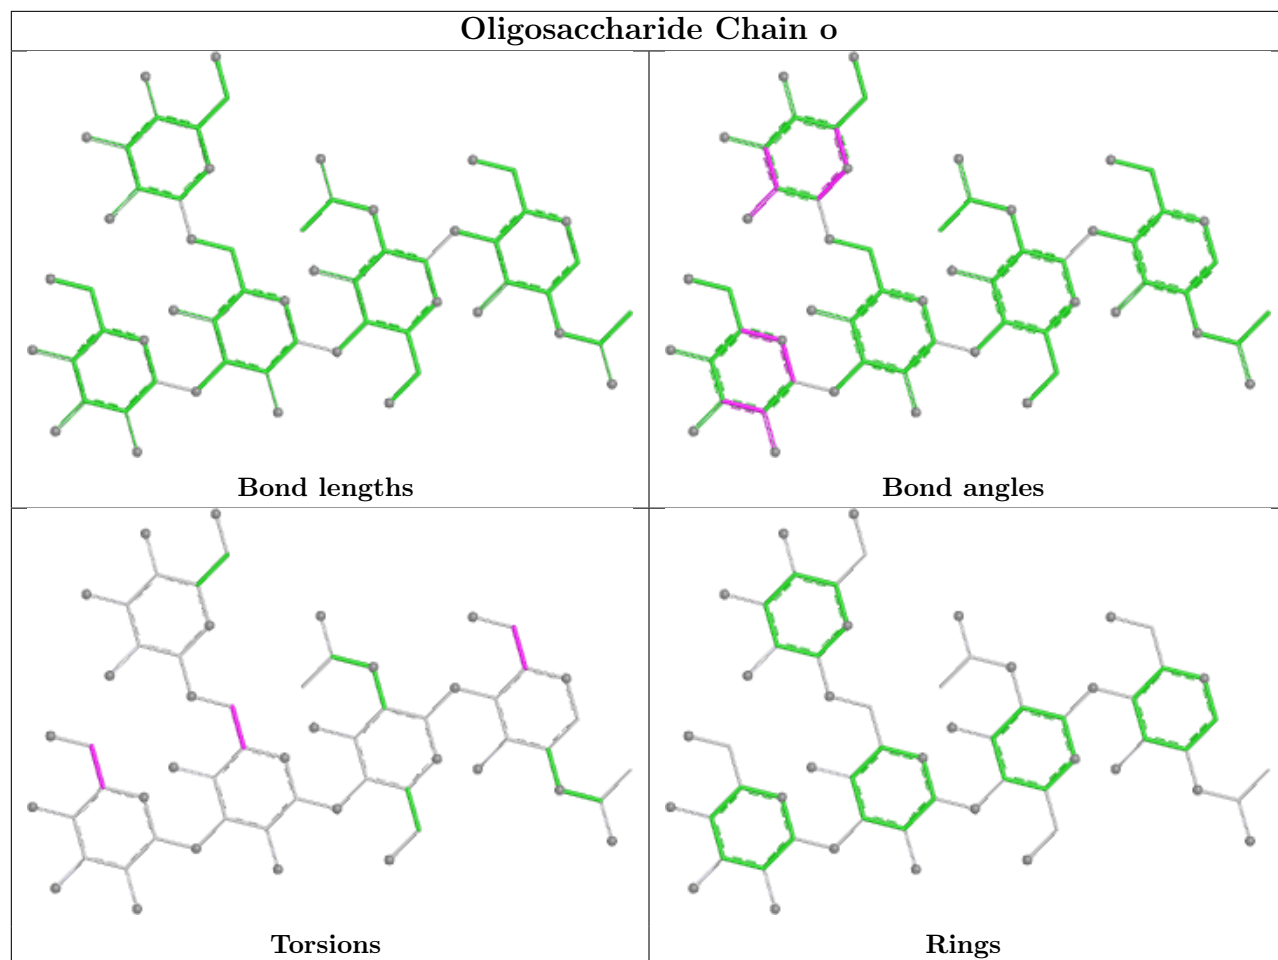 Oligosaccharide Chain o
Bond lengths
Bond angles
Torsions
Rings